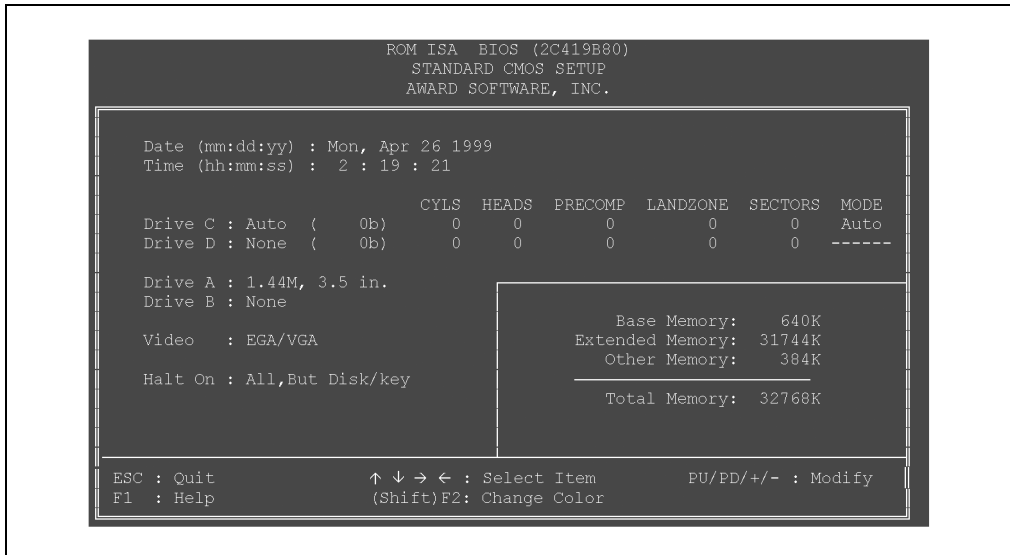 ROM ISA BIOS (2C419B80)
STANDARD CMOS SETUP
AWARD SOFTWARE, INC.
Date (mm:dd:yy) : Mon, Apr 26 1999
Time (hh:mm:ss) : 2 : 19 : 21
CYLS HEADS PRECOMP LANDZONE SECTORS MODE
Drive C : Auto ( 0b) 0 0 0 0 0 Auto
Drive D : None ( 0b) 0 0 0 0 0 ------
Drive A : 1.44M, 3.5 in.
Drive B : None
Video : EGA/VGA
Halt On : All,But Disk/key
Base Memory: 640K
Extended Memory: 31744K
Other Memory: 384K
Total Memory: 32768K
ESC : Quit ↑ ↓ → ← : Select Item PU/PD/+/- : Modify
F1 : Help (Shift)F2: Change Color